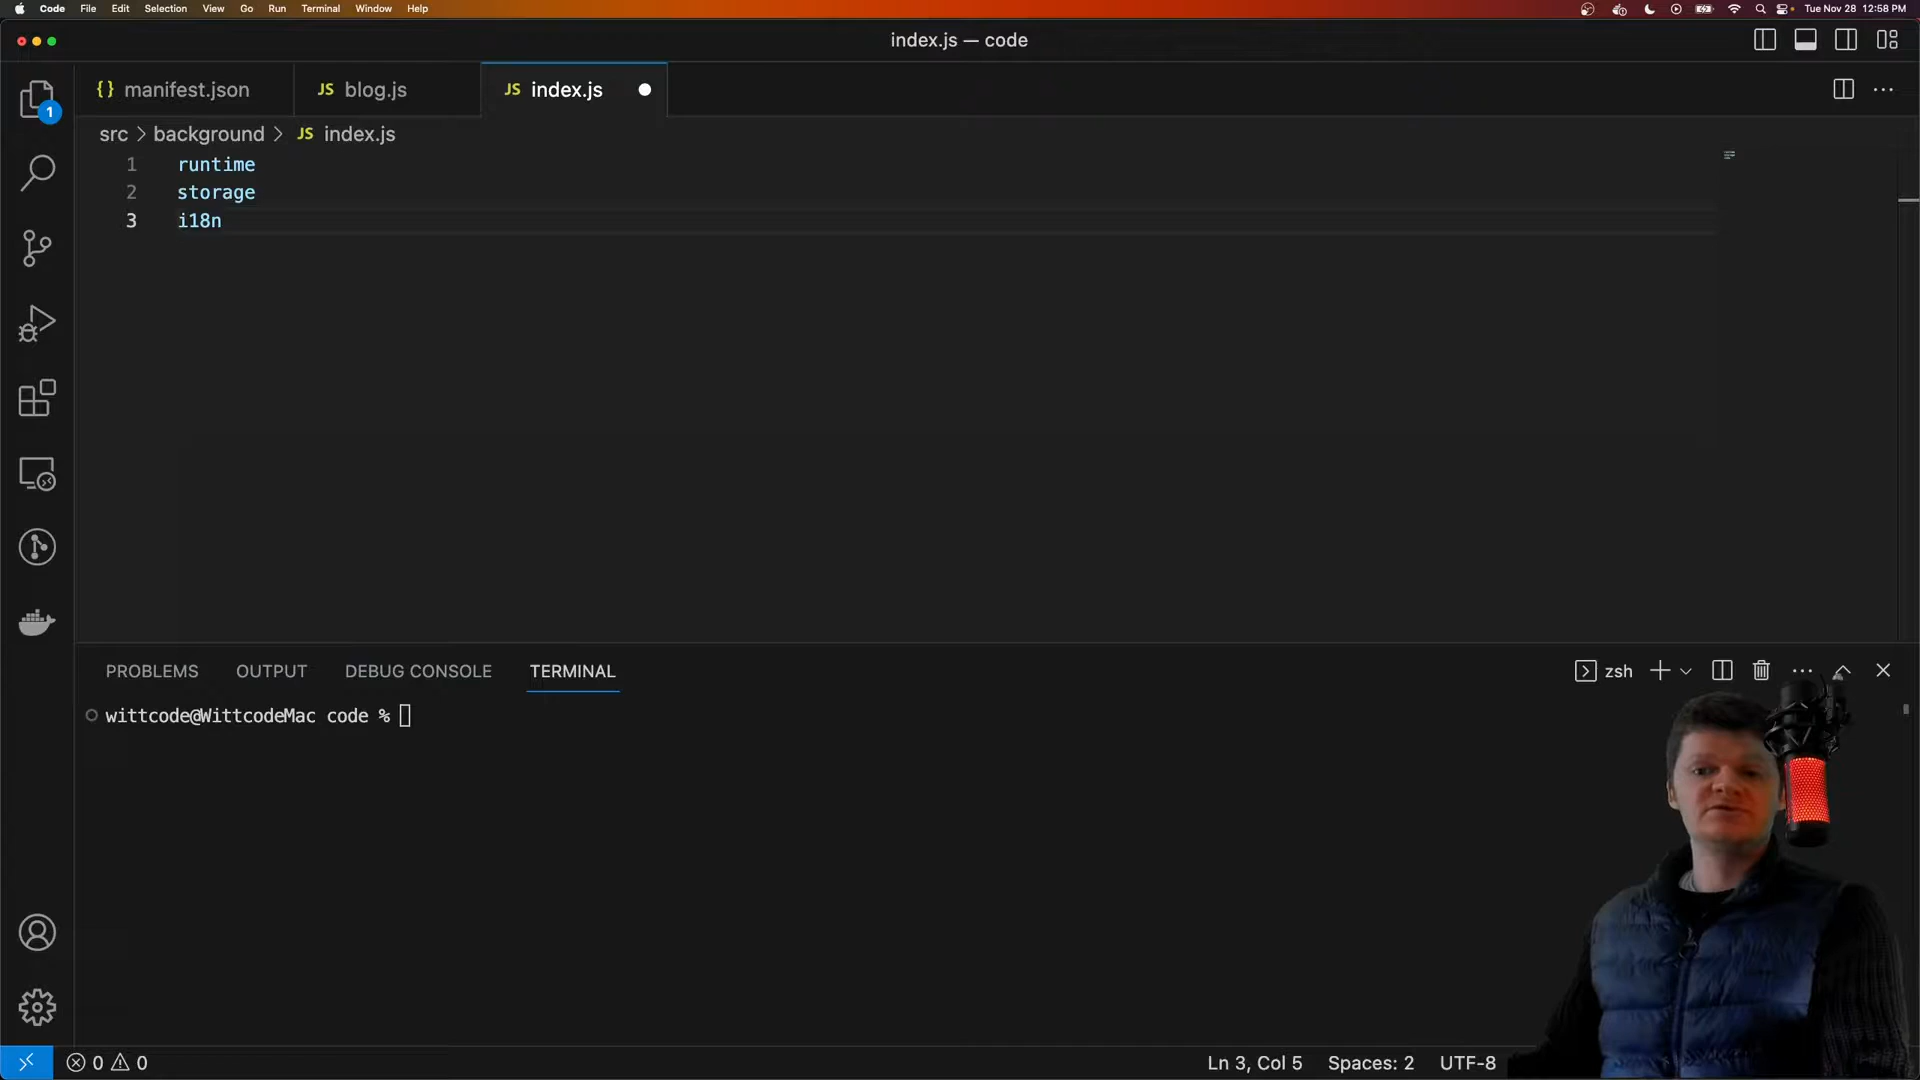 Code File Edit Selection View Go Run Terminal Window Help Tue Nov 28 12:58 PM
index.js — code
{} manifest.json JS blog.js JS index.js
1
src > background > JS index.js
1 runtime
2 storage
3 i18n
PROBLEMS OUTPUT DEBUG CONSOLE TERMINAL zsh
wittcode@WittcodeMac code %
0 0 Ln 3, Col 5 Spaces: 2 UTF-8